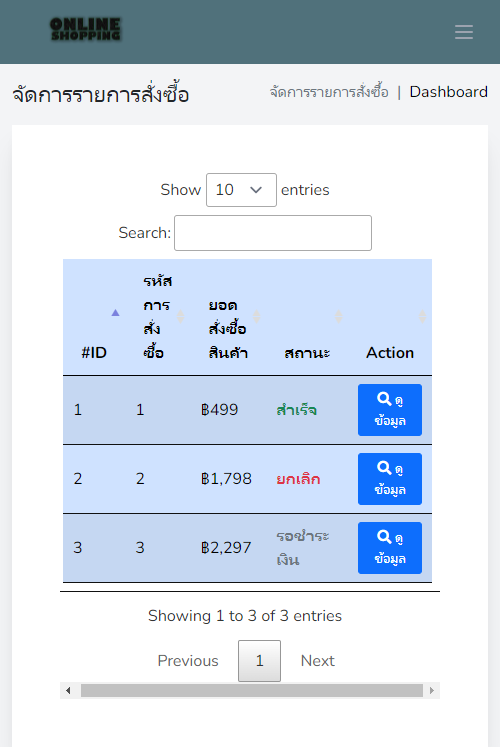 ONLINE
SHOPPING
จัดการรายการสั่งซื้อ
จัดการรายการสั่งซื้อ | Dashboard
Show 10 entries
Search:
#ID
รหัส
การ
สั่ง
ซื้อ
ยอด
สั่งซื้อ
สินค้า
สถานะ
Action
1 1 ฿499 สำเร็จ ดู
ข้อมูล
2 2 ฿1,798 ยกเลิก ดู
ข้อมูล
3 3 ฿2,297 รอชำระ
เงิน
ดู
ข้อมูล
Showing 1 to 3 of 3 entries
Previous 1 Next